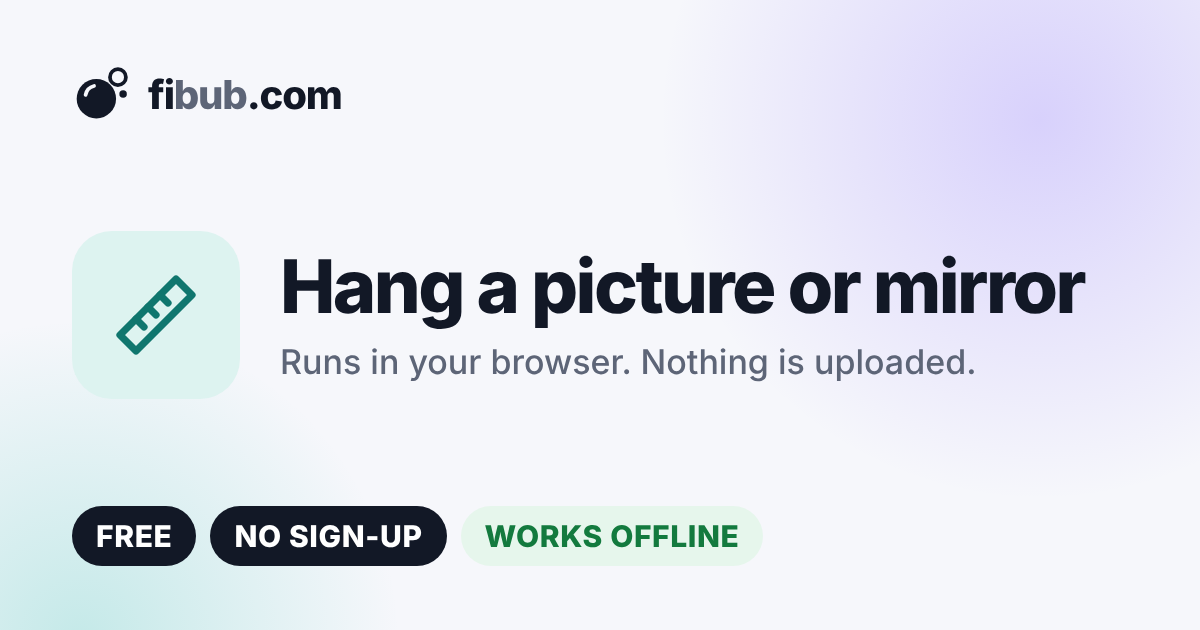 fibub.com
Hang a picture or mirror
Runs in your browser. Nothing is uploaded.
FREE NO SIGN-UP WORKS OFFLINE